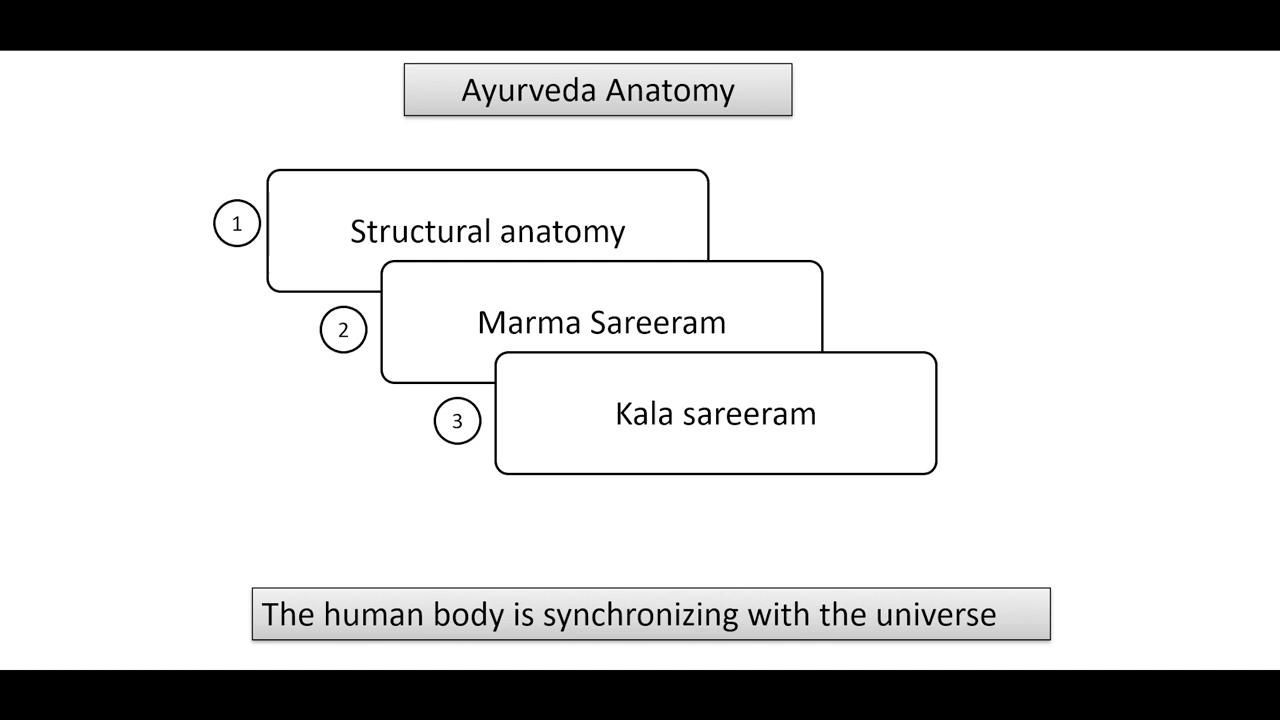 Ayurveda Anatomy
1
Structural anatomy
2
Marma Sareeram
3
Kala sareeram
The human body is synchronizing with the universe